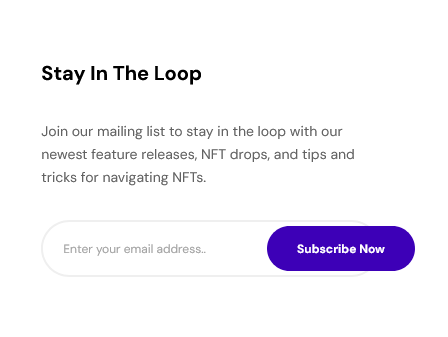 Stay In The Loop
Join our mailing list to stay in the loop with our
newest feature releases, NFT drops, and tips and
tricks for navigating NFTs.
Enter your email address..
Subscribe Now